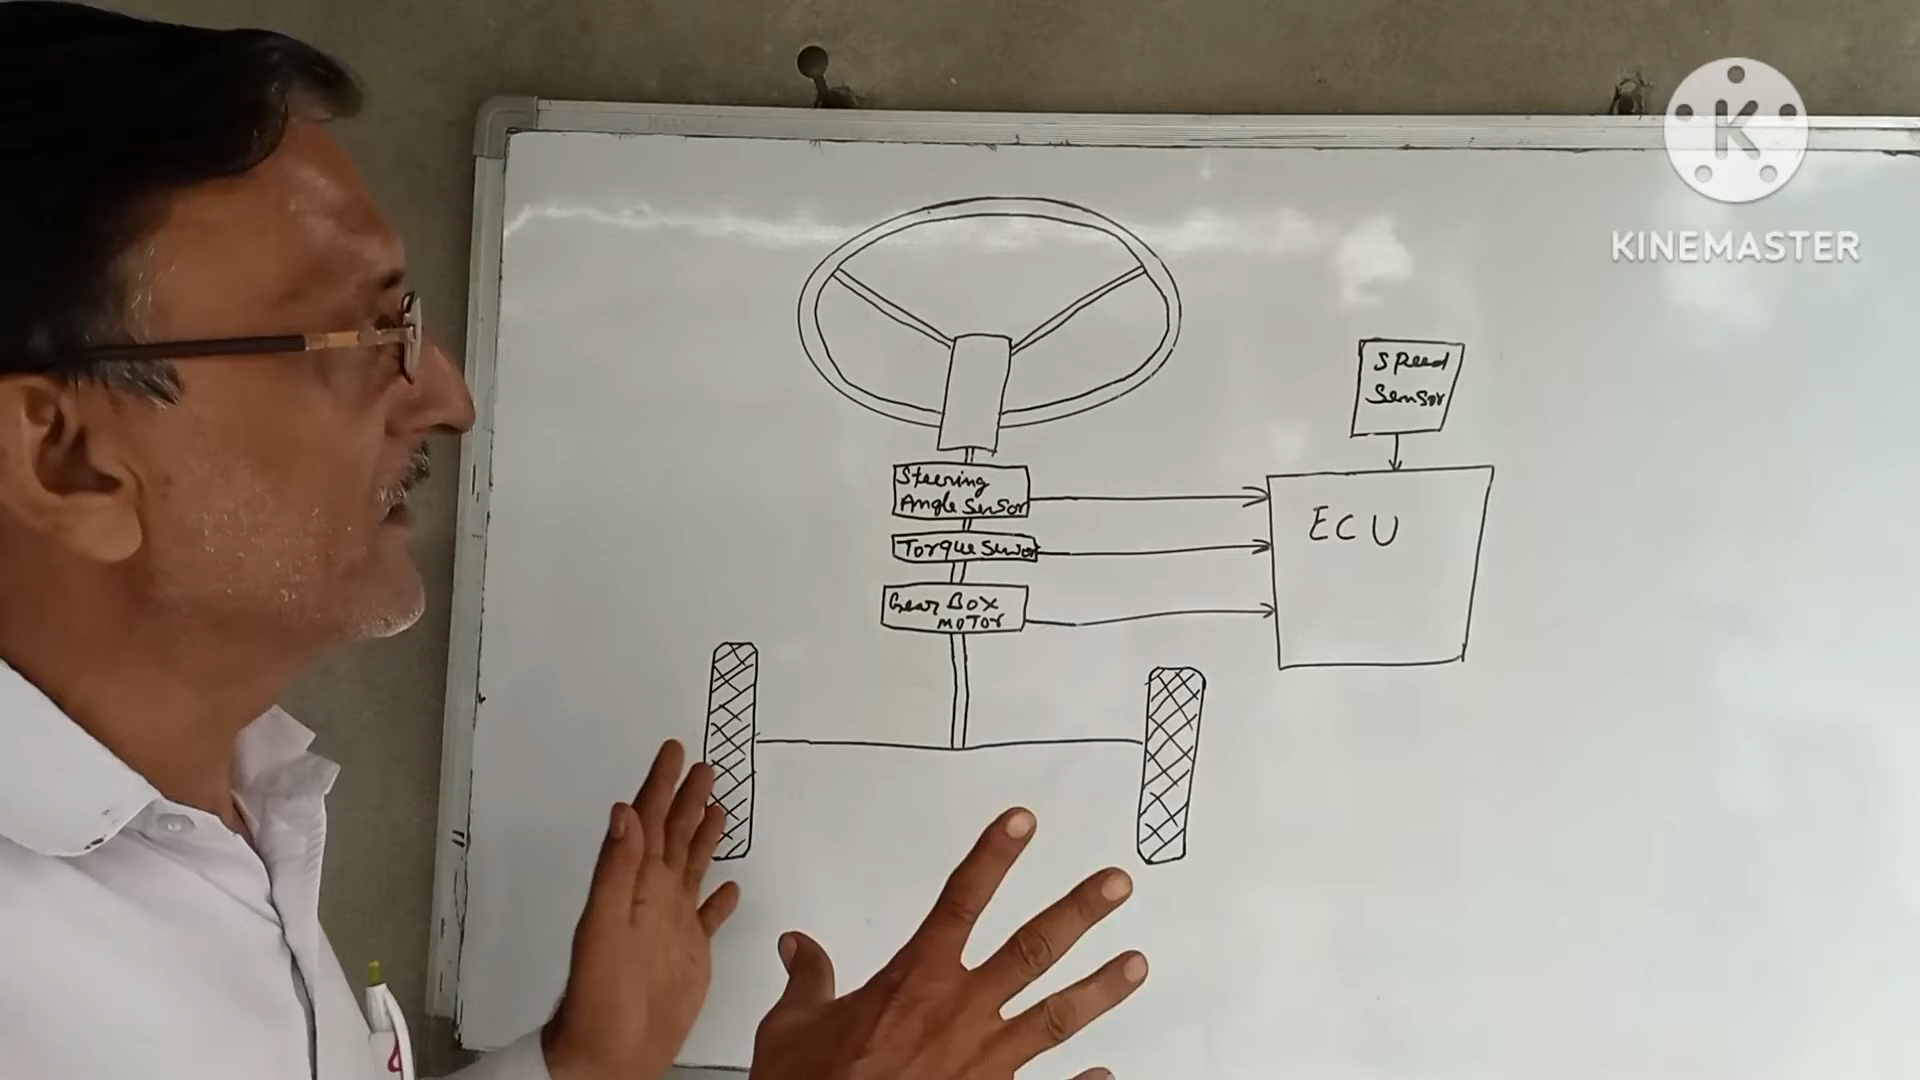 K
KINEMASTER
Speed
Sensor
Steering
Angle Sensor
Torque Sensor
ECU
Gear Box
MOTOR